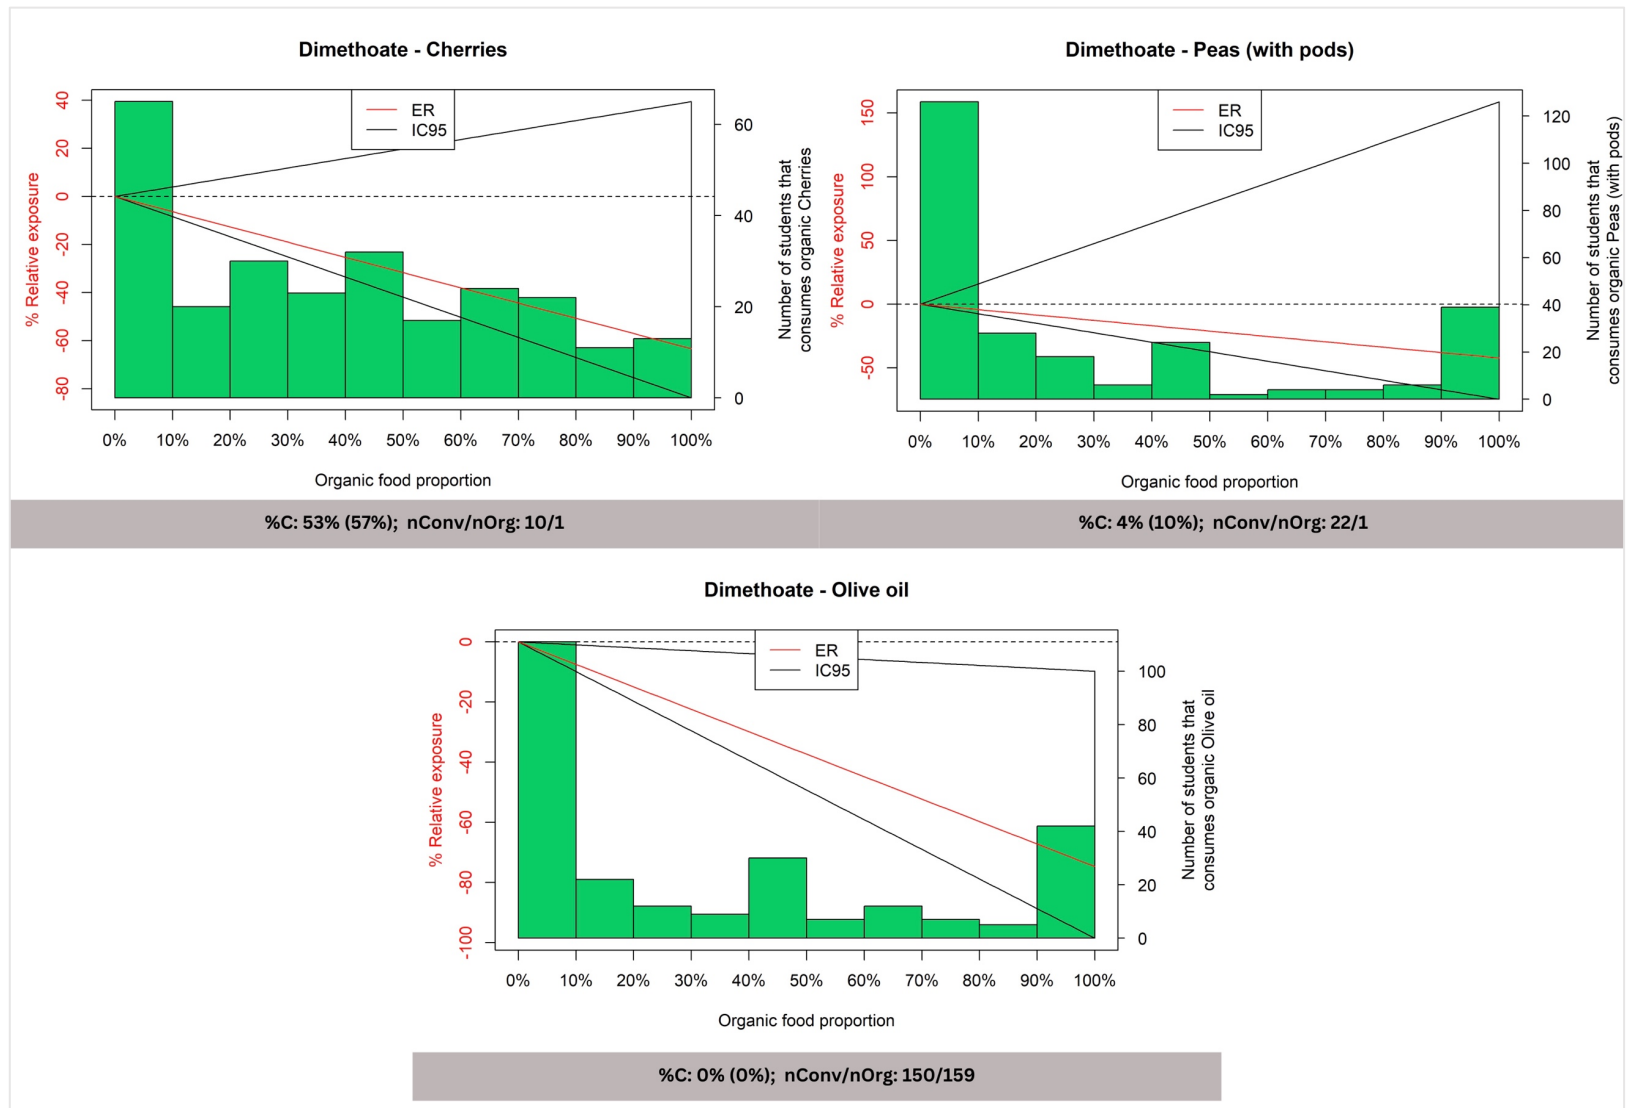 Dimethoate - Cherries
ER
IC95
40
20
0
-20
-40
-60
-80
% Relative exposure
60
40
20
0
Number of students that
consumes organic Cherries
0% 10% 20% 30% 40% 50% 60% 70% 80% 90% 100%
Organic food proportion
%C: 53% (57%); nConv/nOrg: 10/1
Dimethoate - Peas (with pods)
ER
IC95
150
100
50
0
-50
% Relative exposure
120
100
80
60
40
20
0
Number of students that
consumes organic Peas (with pods)
0% 10% 20% 30% 40% 50% 60% 70% 80% 90% 100%
Organic food proportion
%C: 4% (10%); nConv/nOrg: 22/1
Dimethoate - Olive oil
ER
IC95
0
-20
-40
-60
-80
-100
% Relative exposure
100
80
60
40
20
0
Number of students that
consumes organic Olive oil
0% 10% 20% 30% 40% 50% 60% 70% 80% 90% 100%
Organic food proportion
%C: 0% (0%); nConv/nOrg: 150/159